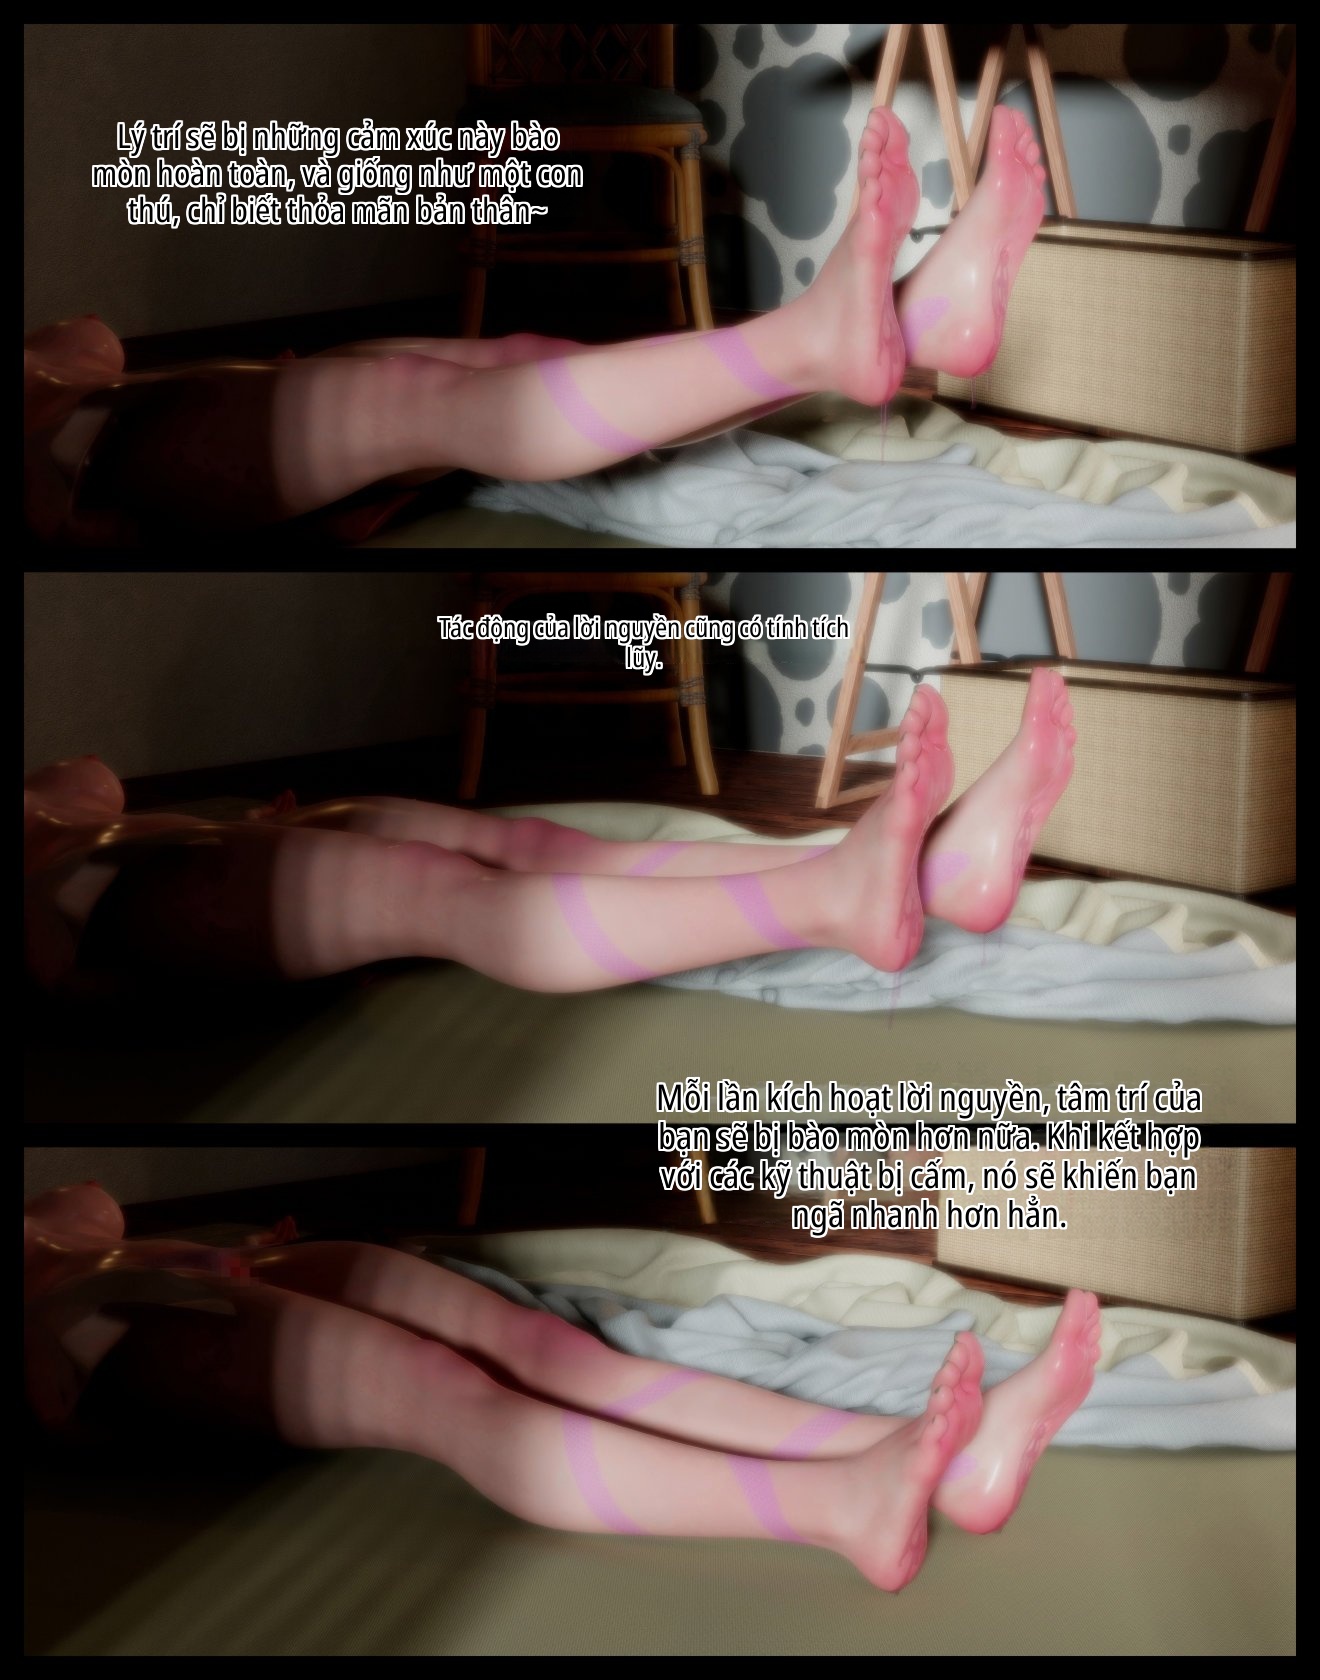 Lý trí sẽ bị những cảm xúc này bào
mòn hoàn toàn, và giống như một con
thú, chỉ biết thỏa mãn bản thân~
Tác động của lời nguyền cũng có tính tích
lũy.
Mỗi lần kích hoạt lời nguyền, tâm trí của
bạn sẽ bị bào mòn hơn nữa. Khi kết hợp
với các kỹ thuật bị cấm, nó sẽ khiến bạn
ngã nhanh hơn hẳn.